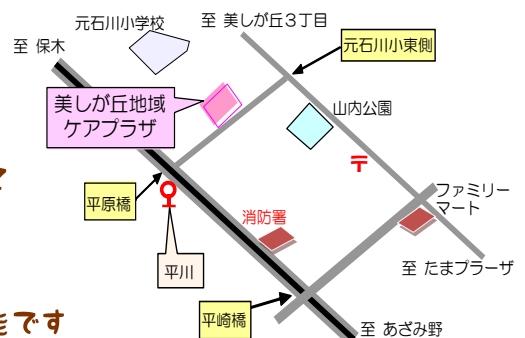 元石川小学校
至 美しが丘３丁目
至 保木
元石川小東側
美しが丘地域
ケアプラザ
山内公園
〒
平原橋
ファミリー
マート
消防署
平川
至 たまプラーザ
平崎橋
至 あざみ野
です